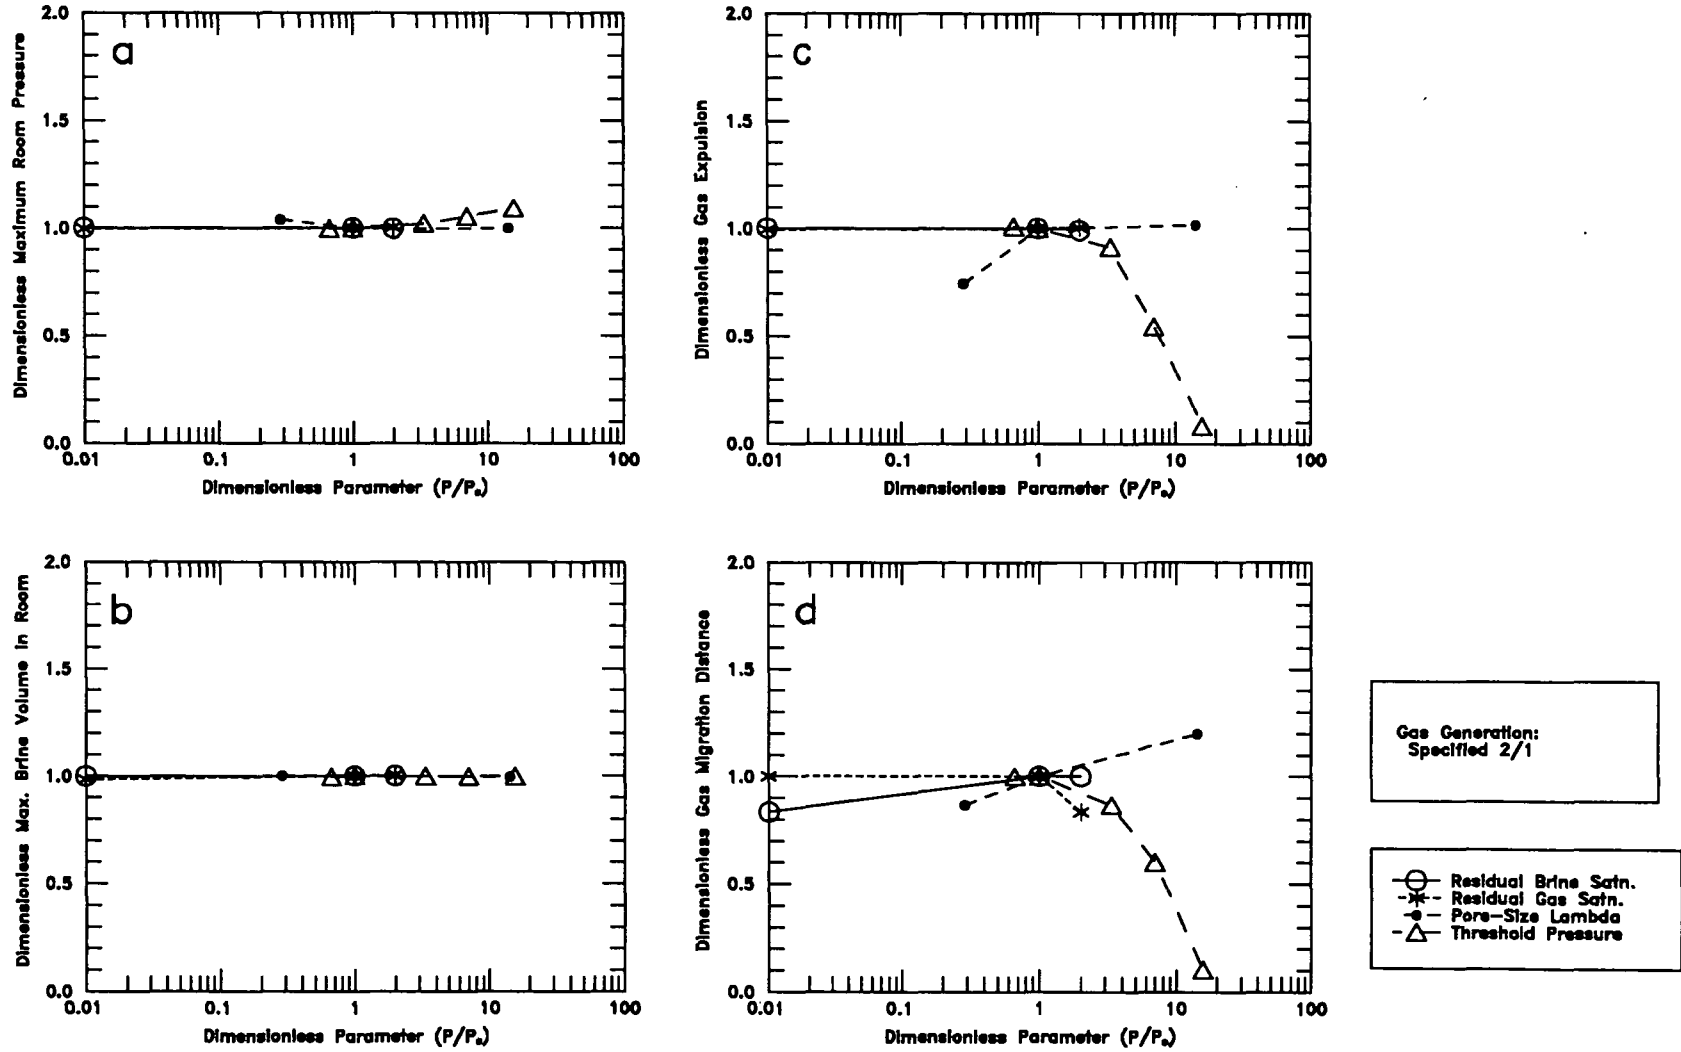 a
2.0
1.5
1.0
0.5
0.0
0.01
0.1
1
10
100
Dimensionless Maximum Room Pressure
Dimensionless Parameter (P/Pₒ)
c
2.0
1.5
1.0
0.5
0.0
0.01
0.1
1
10
100
Dimensionless Gas Expulsion
Dimensionless Parameter (P/Pₒ)
b
2.0
1.5
1.0
0.5
0.0
0.01
0.1
1
10
100
Dimensionless Max. Brine Volume in Room
Dimensionless Parameter (P/Pₒ)
d
2.0
1.5
1.0
0.5
0.0
0.01
0.1
1
10
100
Dimensionless Gas Migration Distance
Dimensionless Parameter (P/Pₒ)
Gas Generation:
Specified 2/1
Residual Brine Satn.
Residual Gas Satn.
Pore-Size Lambda
Threshold Pressure